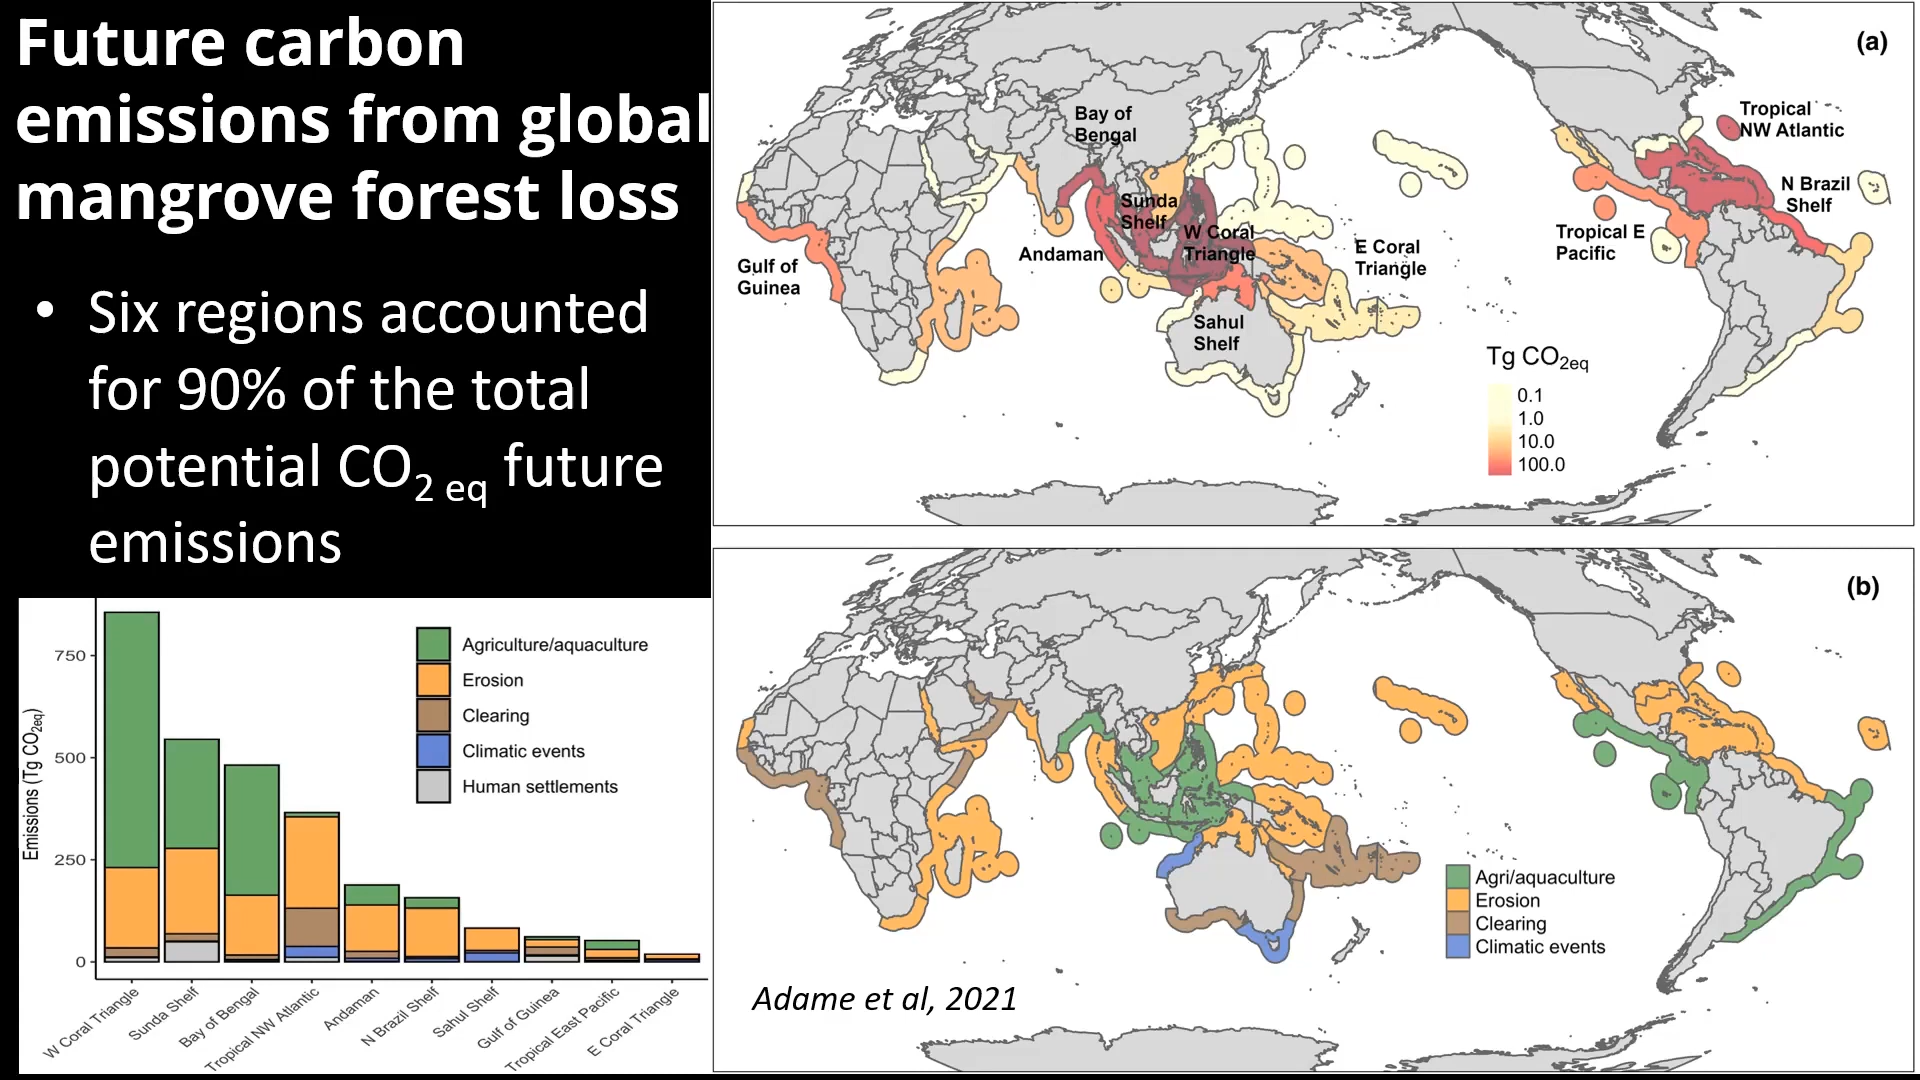 Future carbon
emissions from global
mangrove forest loss
• Six regions accounted
for 90% of the total
potential CO2 eq future
emissions
Emissions (Tg CO2eq)
750
500
250
0
Agriculture/aquaculture
Erosion
Clearing
Climatic events
Human settlements
W Coral Triangle
Sunda Shelf
Bay of Bengal
Tropical NW Atlantic
Andaman
N Brazil Shelf
Sahul Shelf
Gulf of Guinea
Tropical East Pacific
E Coral Triangle
(a)
Bay of
Bengal
Tropical
NW Atlantic
Sunda
Shelf
N Brazil
Shelf
W Coral
Triangle
Andaman
E Coral
Triangle
Tropical E
Pacific
Gulf of
Guinea
Sahul
Shelf
Tg CO2eq
0.1
1.0
10.0
100.0
(b)
Agri/aquaculture
Erosion
Clearing
Climatic events
Adame et al, 2021